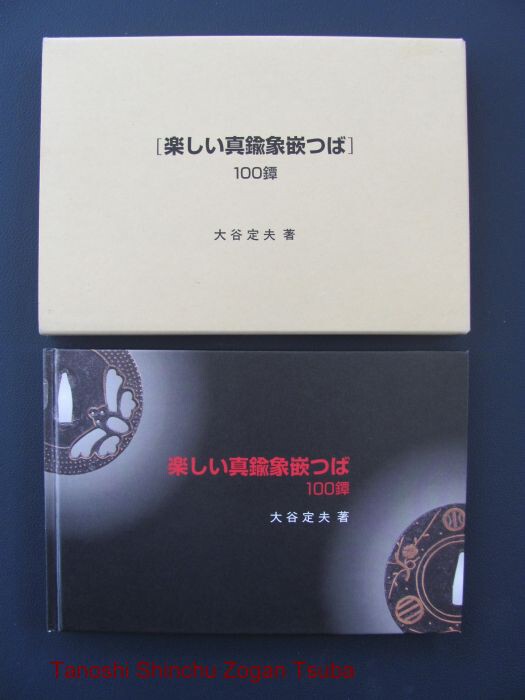 [楽しい真鍮象嵌つば]
100鐔
大谷定夫 著
楽しい真鍮象嵌つば
100鐔
大谷定夫 著
Tanoshi Shinchu Zogan Tsuba